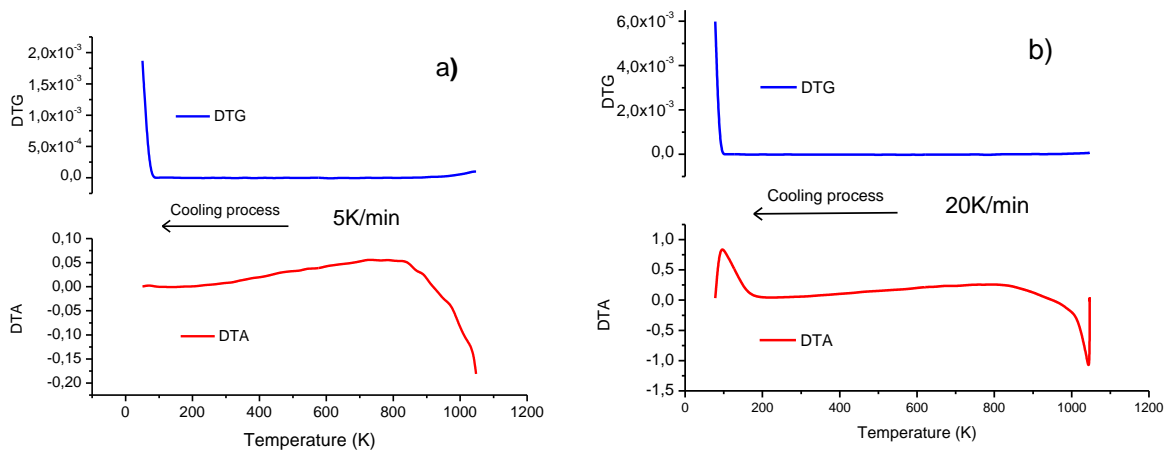 a)
DTG
2,0x10-3
1,5x10-3
1,0x10-3
5,0x10-4
0,0
DTG
Cooling process
5K/min
DTA
0,10
0,05
0,00
-0,05
-0,10
-0,15
-0,20
DTA
0 200 400 600 800 1000 1200
Temperature (K)
b)
DTG
6,0x10-3
4,0x10-3
2,0x10-3
0,0
DTG
Cooling process
20K/min
DTA
1,0
0,5
0,0
-0,5
-1,0
-1,5
DTA
0 200 400 600 800 1000 1200
Temperature (K)